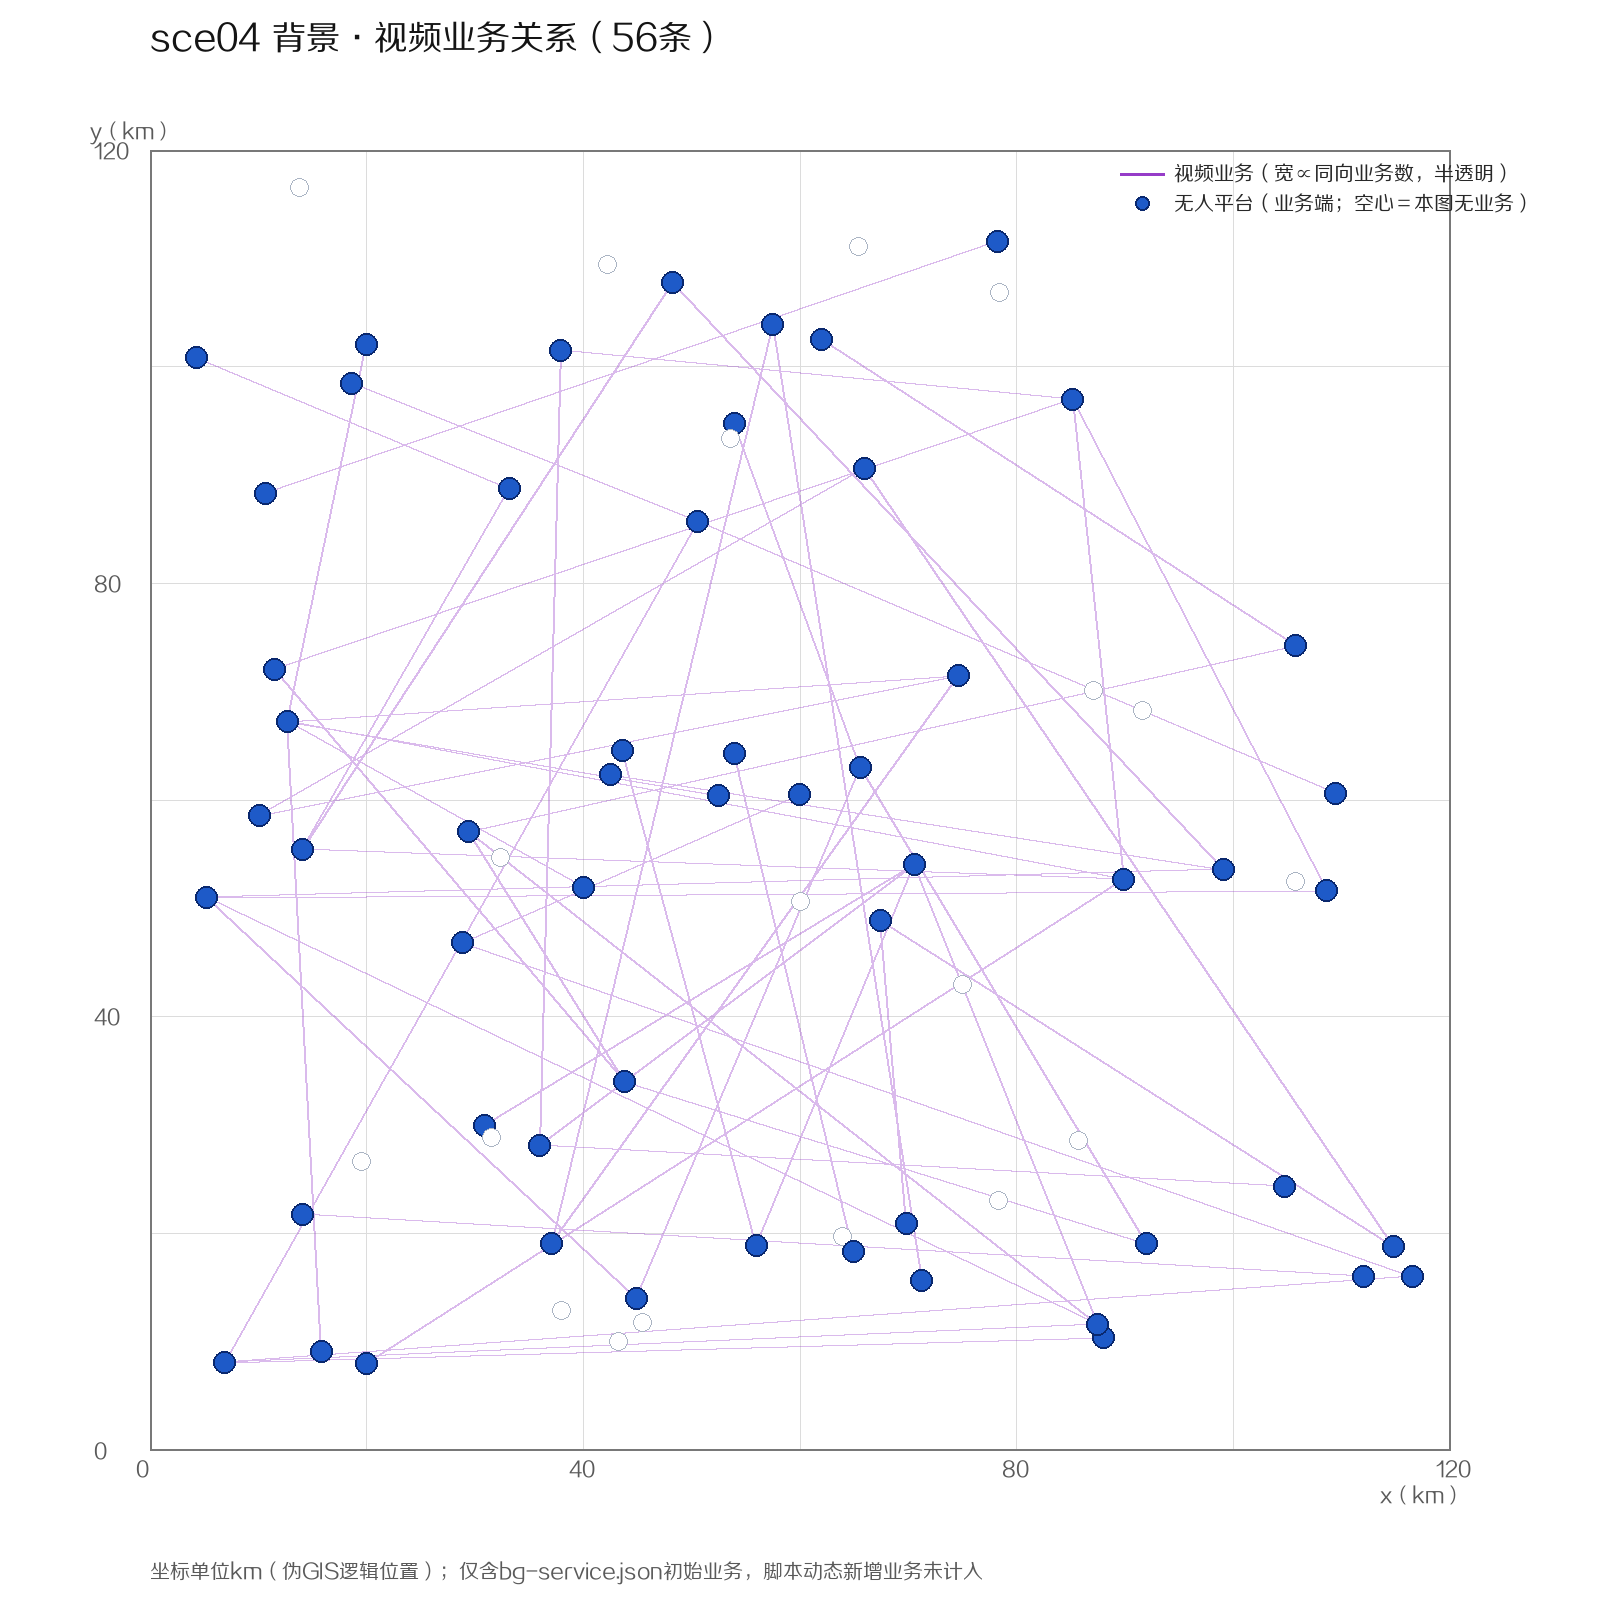 sce04 背景·视频业务关系（56条）
y（km）
120
视频业务（宽∝同向业务数，半透明）
无人平台（业务端；空心＝本图无业务）
80
40
0
0 40 80 120
x（km）
坐标单位km（伪GIS逻辑位置）；仅含bg-service.json初始业务，脚本动态新增业务未计入